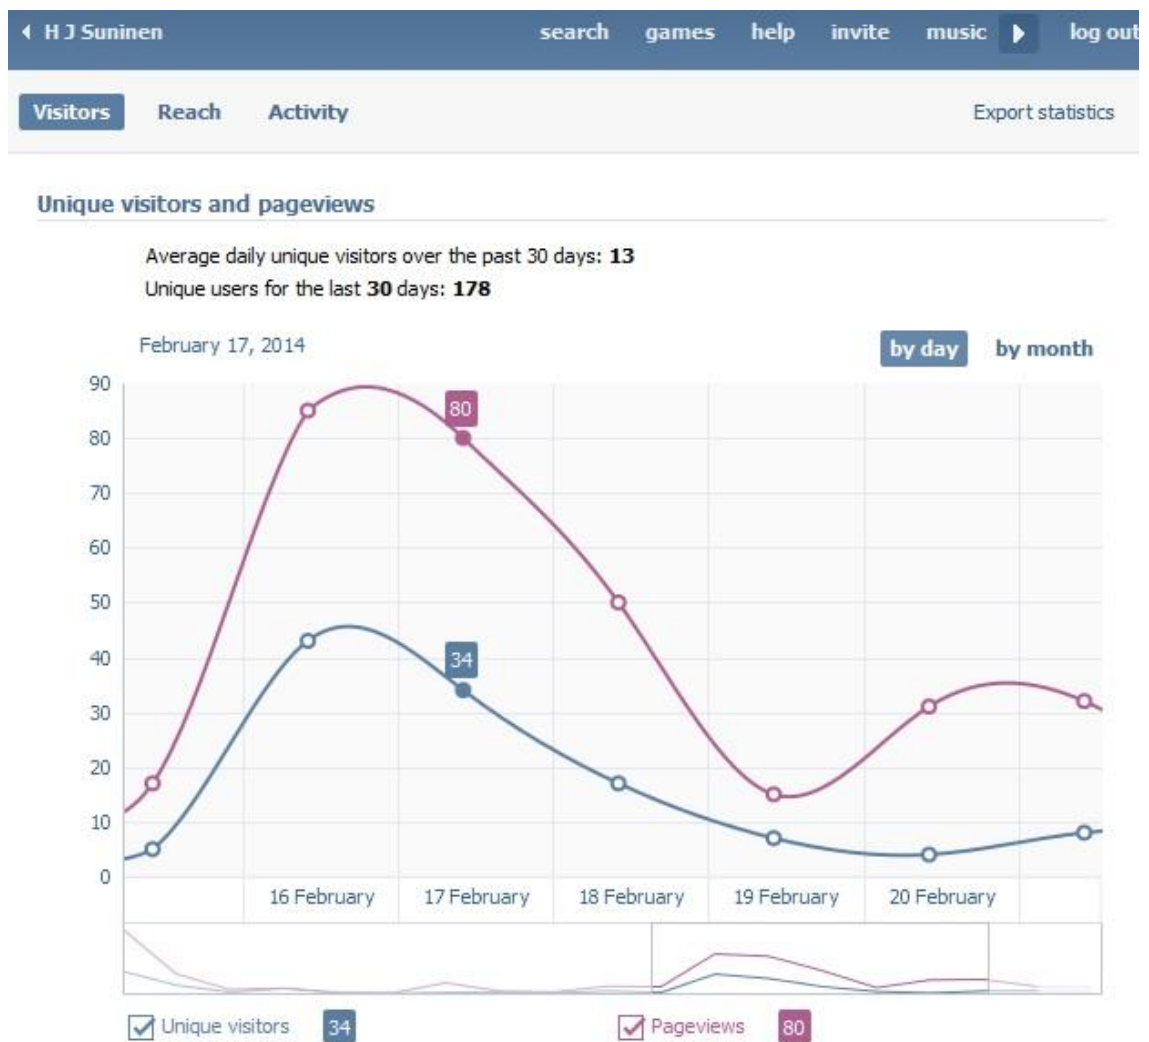 H J Suninen search games help invite music log out
Visitors Reach Activity Export statistics
Unique visitors and pageviews
Average daily unique visitors over the past 30 days: 13
Unique users for the last 30 days: 178
February 17, 2014 by day by month
90
80
80
70
60
50
40
34
30
20
10
0
16 February 17 February 18 February 19 February 20 February
Unique visitors 34 Pageviews 80